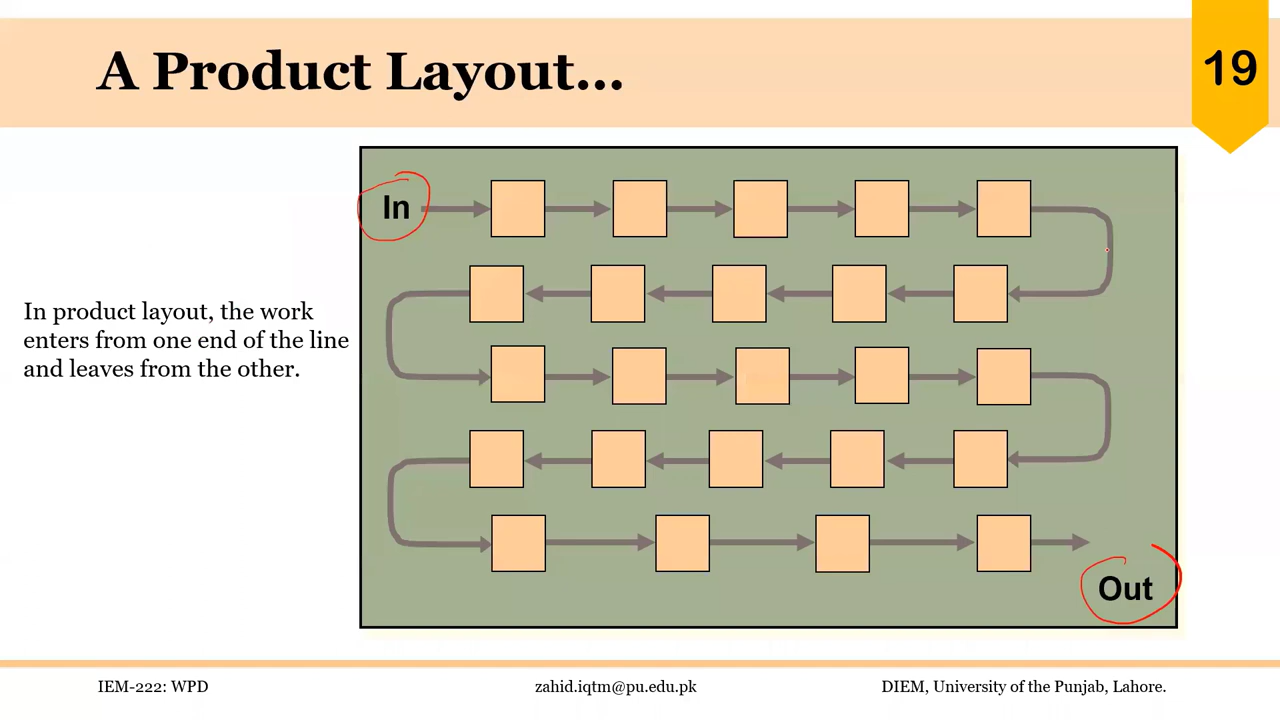 A Product Layout...
19
In
In product layout, the work
enters from one end of the line
and leaves from the other.
Out
IEM-222: WPD
zahid.iqtm@pu.edu.pk
DIEM, University of the Punjab, Lahore.